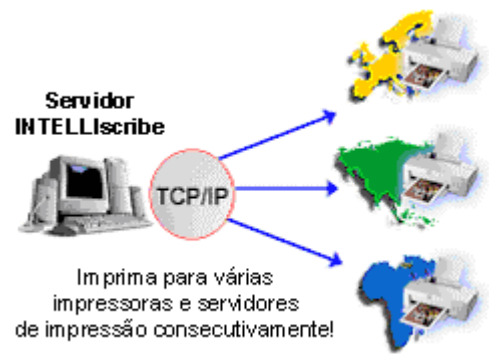 Servidor
INTELLIscribe
TCP/IP
Imprima para várias
impressoras e servidores
de impressão consecutivamente!